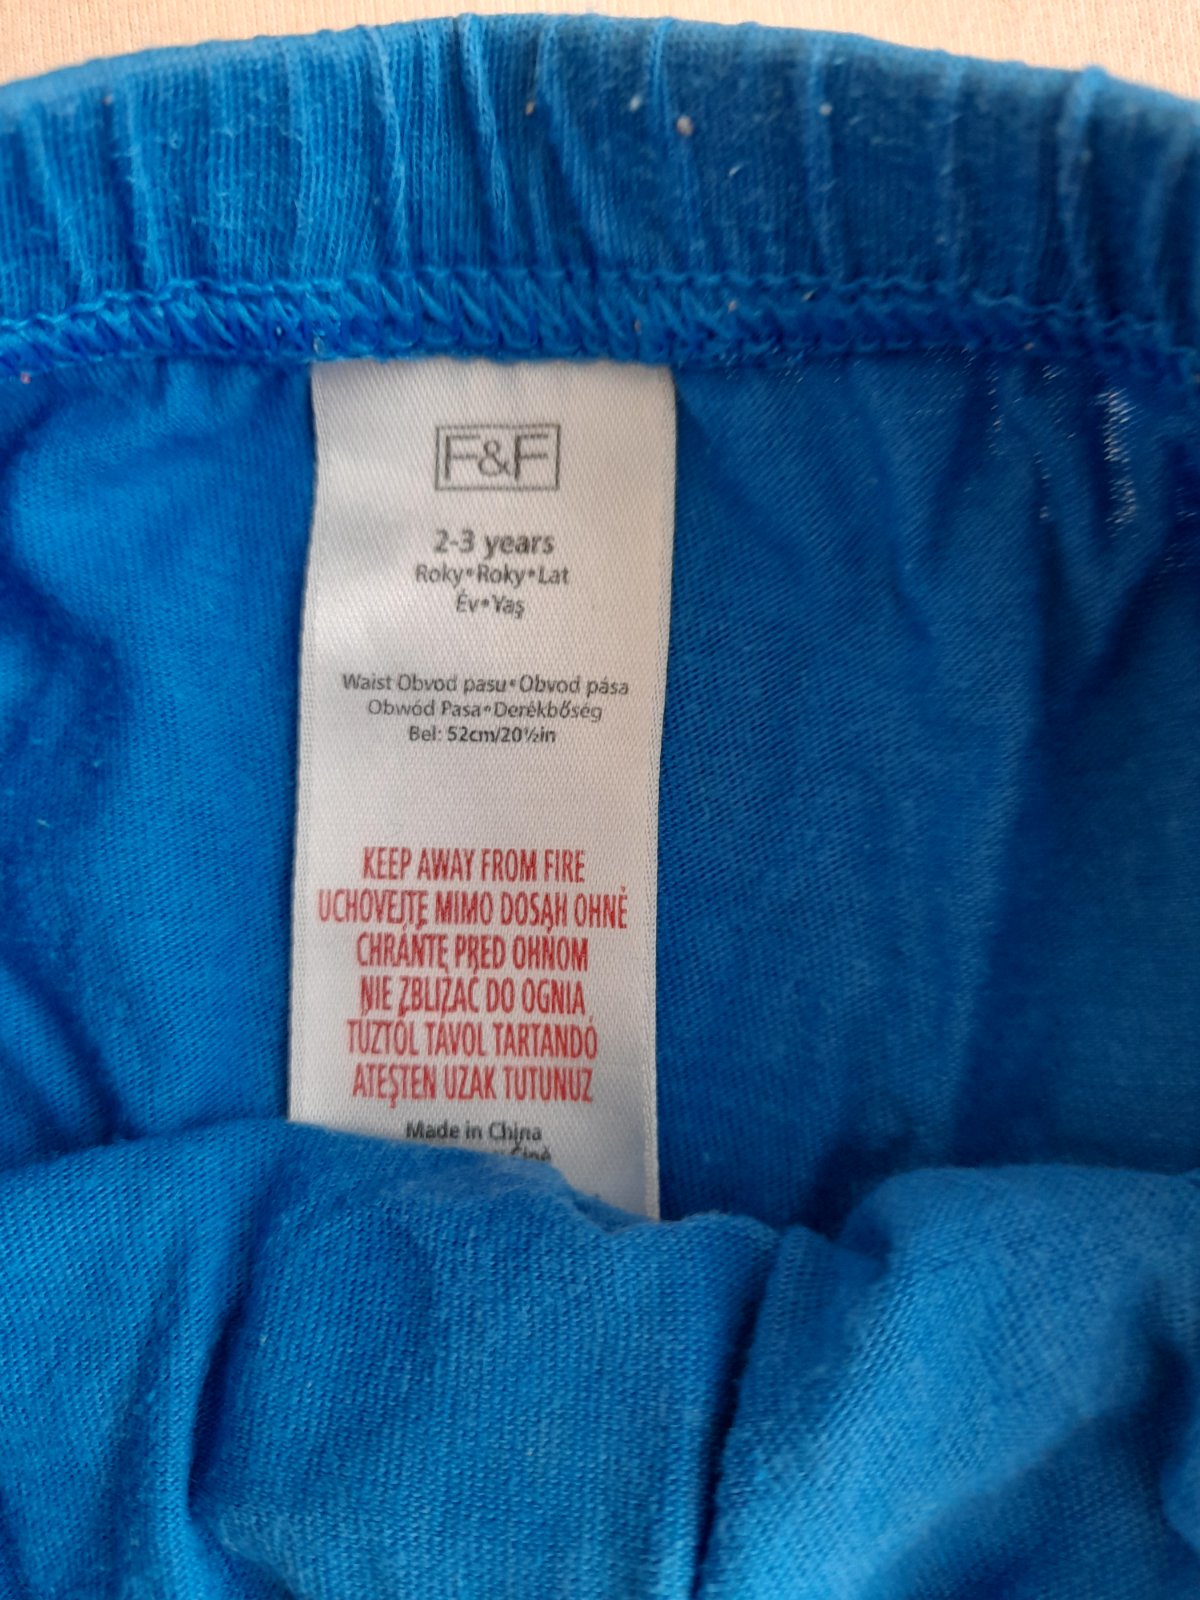 F&F
2-3 years
Roky•Roky•Lat
Év•Yaş
Waist Obvod pasu•Obvod pása
Obwód Pasa•Derékbőség
Bel: 52cm/20½in
KEEP AWAY FROM FIRE
UCHOVEJTE MIMO DOSAH OHNĚ
CHRÁŇTE PRED OHŇOM
NIE ZBLIŻAĆ DO OGNIA
TŰZTŐL TÁVOL TARTANDÓ
ATEŞTEN UZAK TUTUNUZ
Made in China
Číně